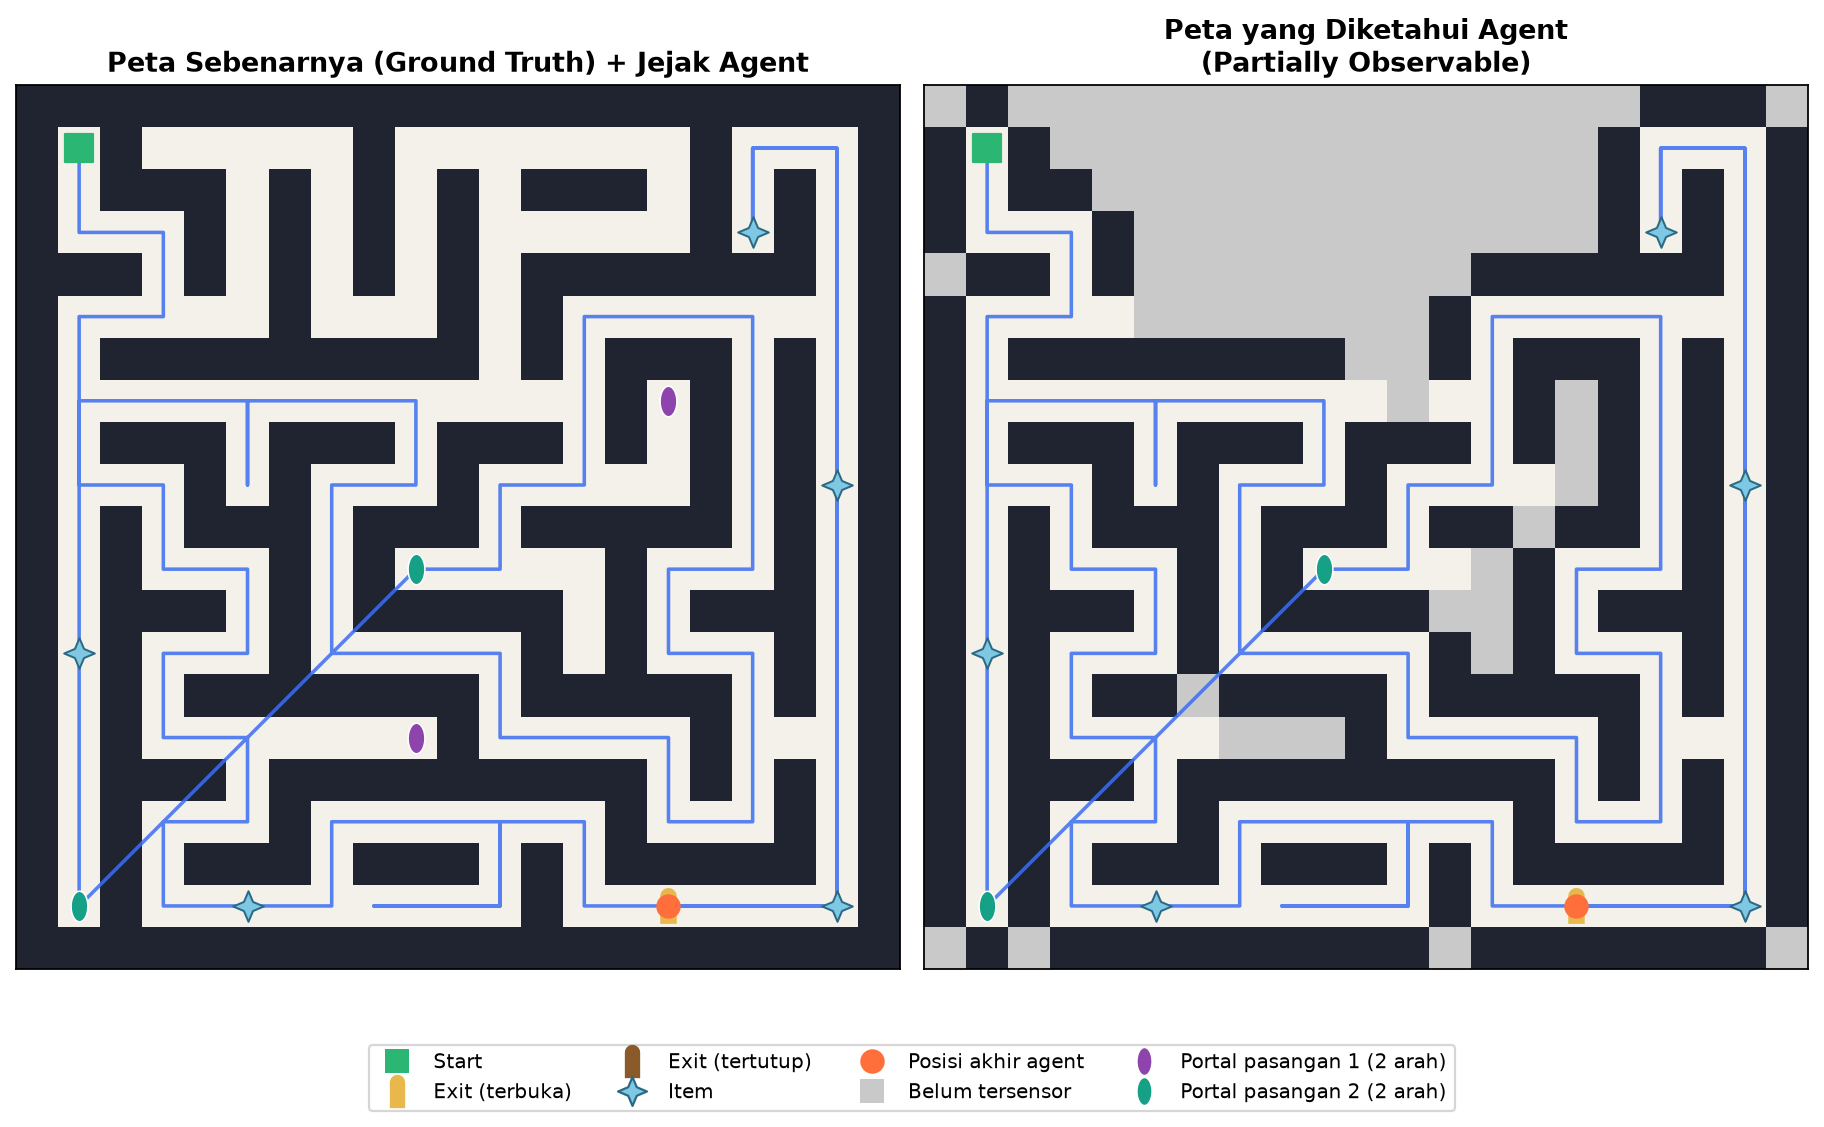 Peta Sebenarnya (Ground Truth) + Jejak Agent
Peta yang Diketahui Agent
(Partially Observable)
Start
Exit (terbuka)
Exit (tertutup)
Item
Posisi akhir agent
Belum tersensor
Portal pasangan 1 (2 arah)
Portal pasangan 2 (2 arah)